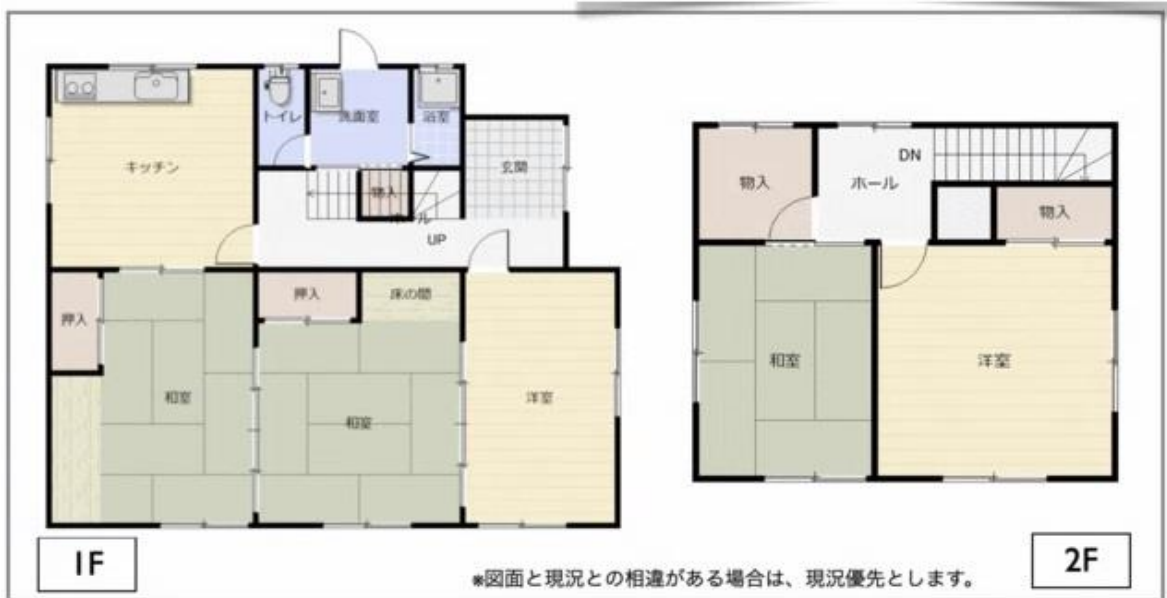 キッチン
トイレ
洗面室
浴室
玄関
物入
ホール
UP
押入
和室
押入
床の間
和室
洋室
1F
物入
ホール
DN
物入
和室
洋室
2F
*図面と現況との相違がある場合は、現況優先とします。